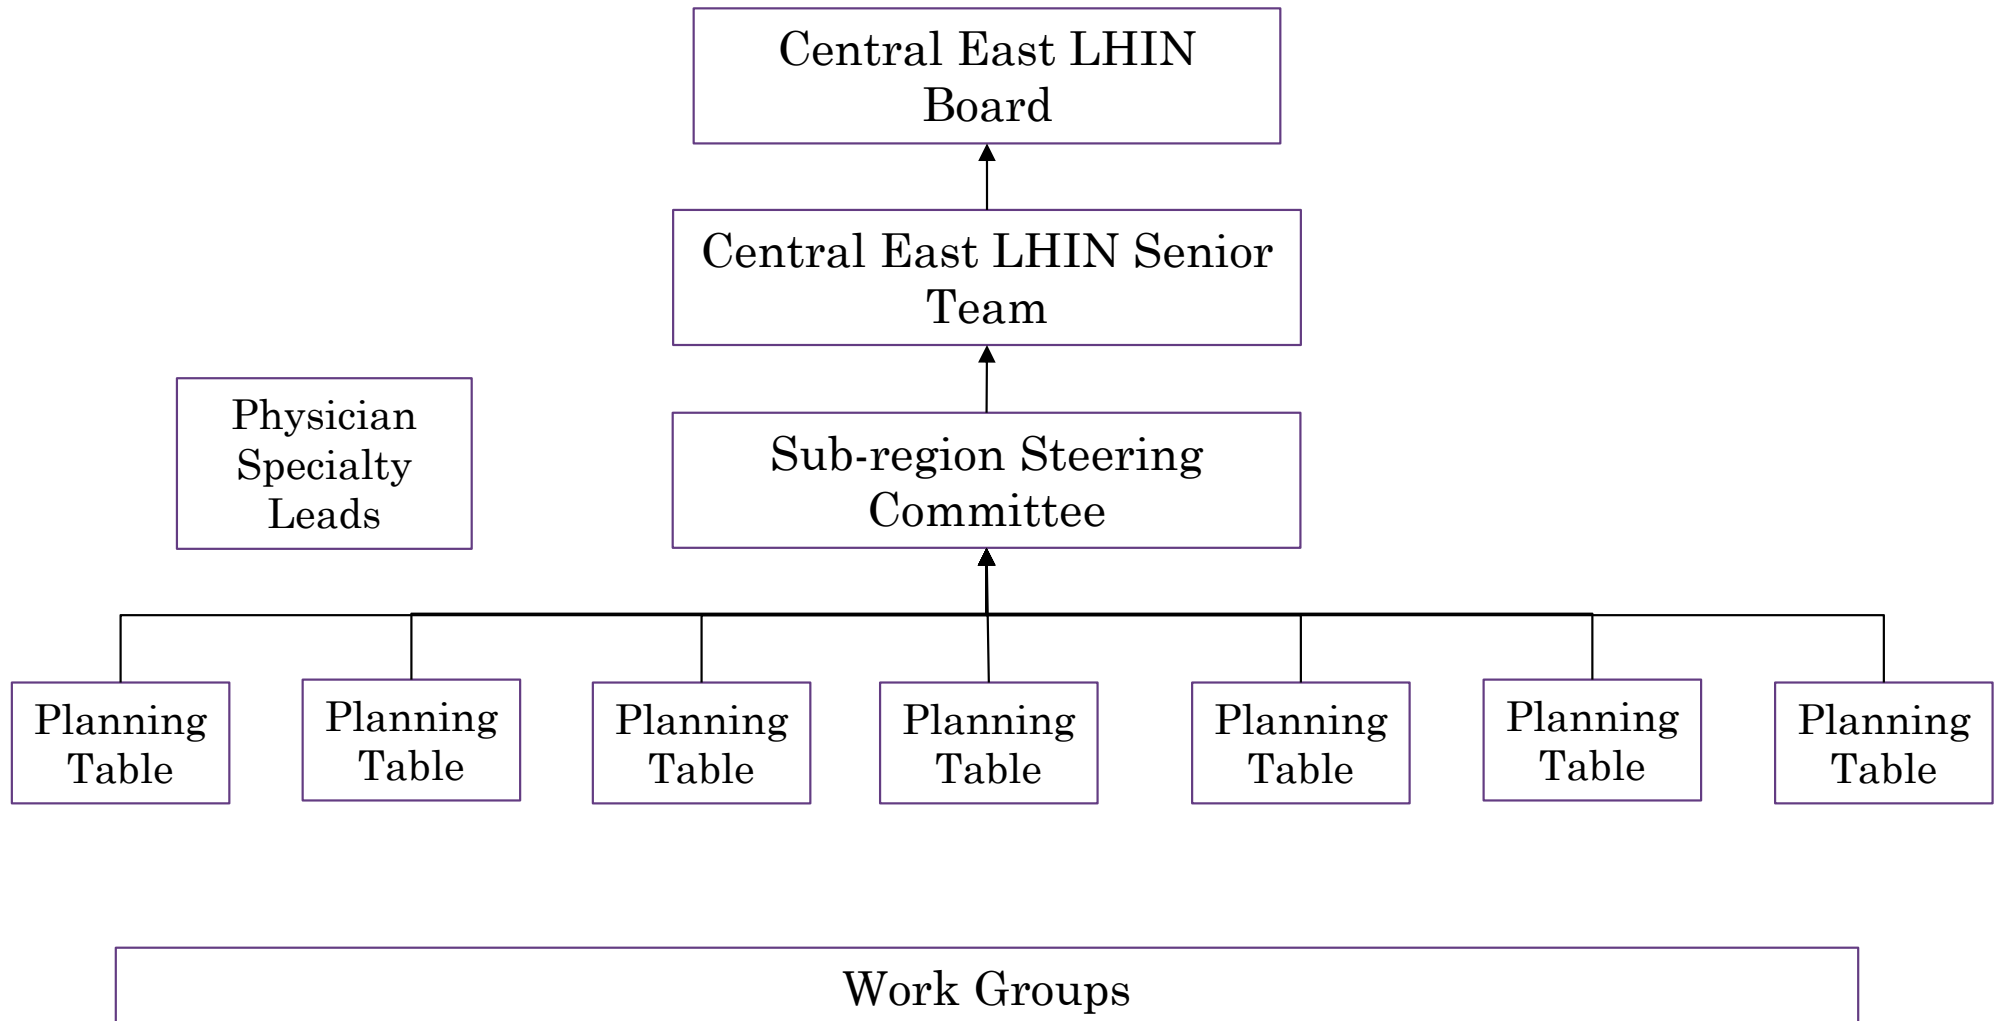 Central East LHIN
Board
Central East LHIN Senior
Team
Physician
Specialty
Leads
Sub-region Steering
Committee
Planning
Table
Planning
Table
Planning
Table
Planning
Table
Planning
Table
Planning
Table
Planning
Table
Work Groups